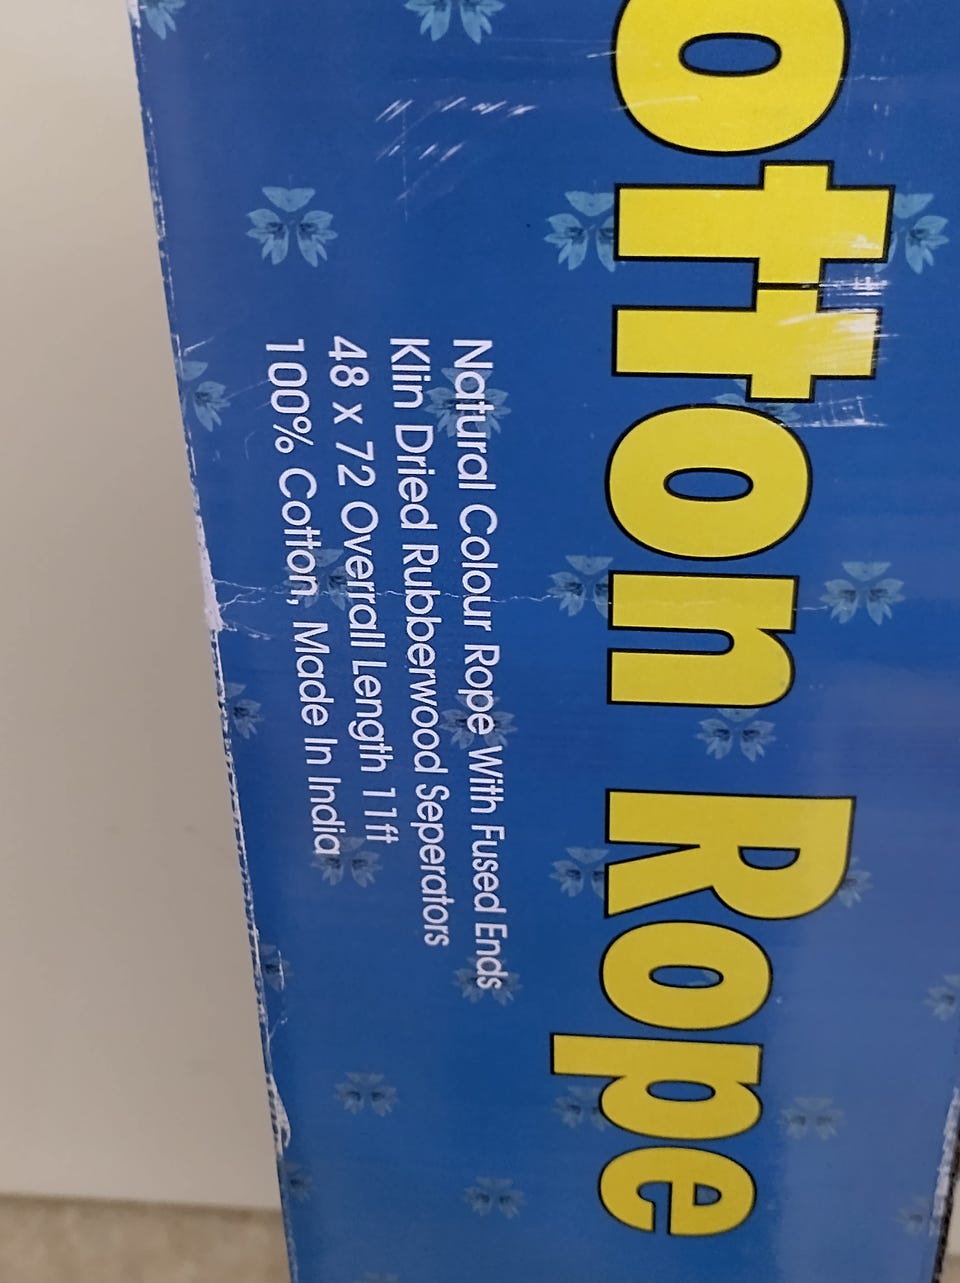 otton Rope
Natural Colour Rope With Fused Ends
Klin Dried Rubberwood Seperators
48 x 72 Overrall Length 11ft
100% Cotton, Made In India